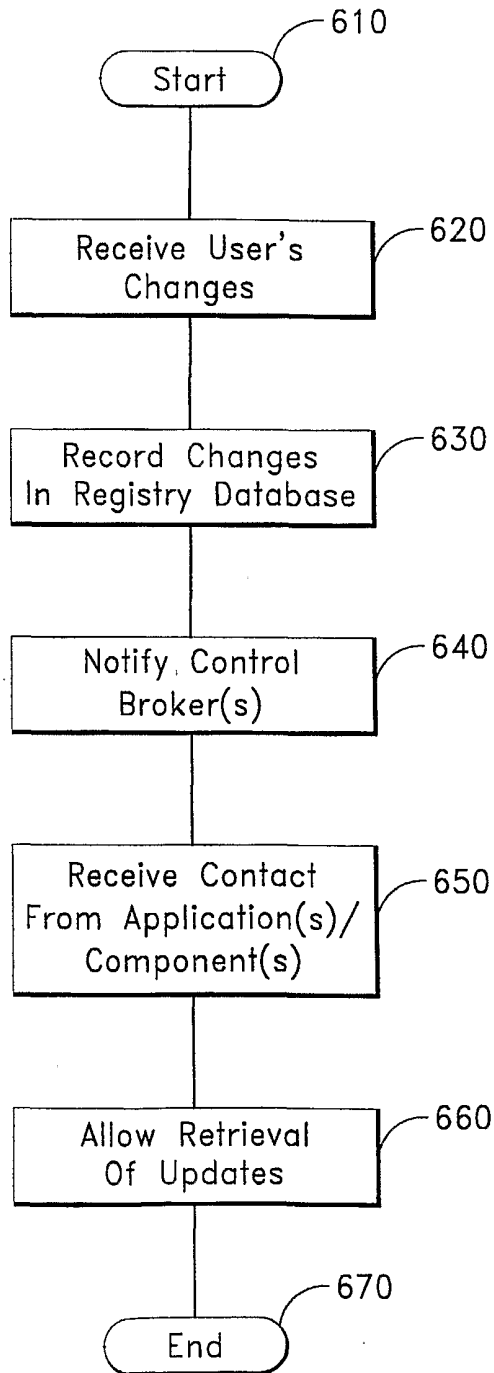 610
Start
620
Receive User's
Changes
630
Record Changes
In Registry Database
640
Notify Control
Broker(s)
650
Receive Contact
From Application(s)/
Component(s)
660
Allow Retrieval
Of Updates
670
End